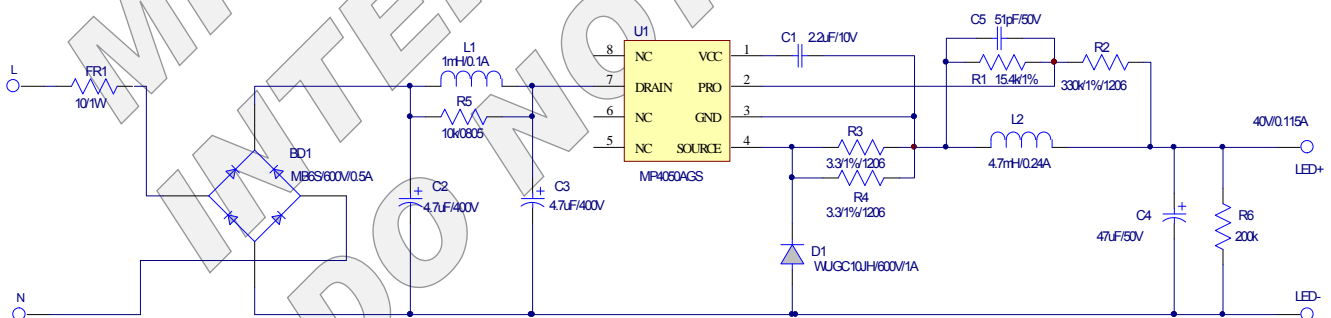 L
FR1
10/1W
N
BD1
MB6S/600V/0.5A
L1
1mH/0.1A
R5
10k/0805
C2
4.7uF/400V
C3
4.7uF/400V
U1
8 NC VCC 1
7 DRAIN PRO 2
6 NC GND 3
5 NC SOURCE 4
MP4050AGS
C1 2.2uF/10V
R3
3.3/1%/1206
R4
3.3/1%/1206
D1
WUGC10JH/600V/1A
C5 51pF/50V
R1 15.4k/1%
R2
330k/1%/1206
L2
4.7mH/0.24A
C4
47uF/50V
R6
200k
40V/0.115A
LED+
LED-
INTE
DO NO